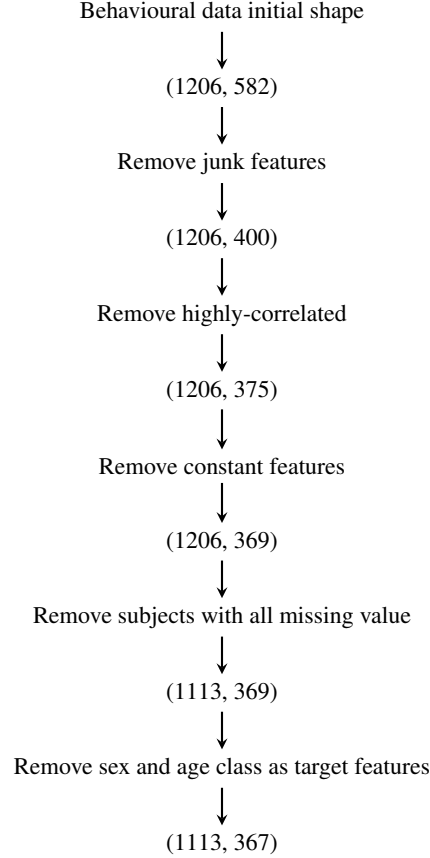 Behavioural data initial shape
(1206, 582)
Remove junk features
(1206, 400)
Remove highly-correlated
(1206, 375)
Remove constant features
(1206, 369)
Remove subjects with all missing value
(1113, 369)
Remove sex and age class as target features
(1113, 367)